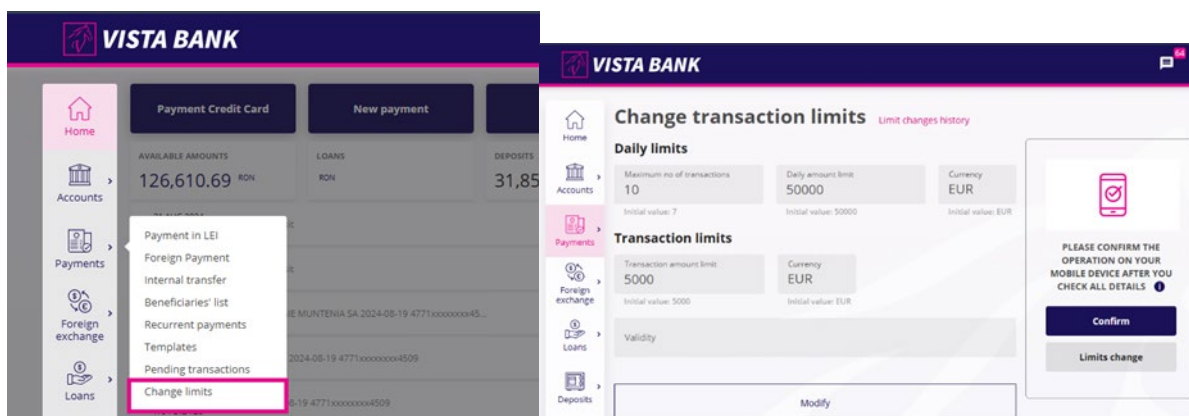 VISTA BANK
Home
Accounts
Payments
Foreign
exchange
Loans
Payment Credit Card
New payment
AVAILABLE AMOUNTS
126,610.69 RON
LOANS
RON
DEPOSITS
31,85
Payment in LEI
Foreign Payment
Internal transfer
Beneficiaries' list
Recurrent payments
Templates
Pending transactions
Change limits
IE MUNTENIA SA 2024-08-19 4771xxxxxxxx45...
2024-08-19 4771xxxxxxxx4509
8-19 4771xxxxxxxx4509
VISTA BANK
64
Home
Accounts
Payments
Foreign
exchange
Loans
Deposits
Change transaction limits Limit changes history
Daily limits
Maximum no of transactions
10
Initial value: 7
Daily amount limit
50000
Initial value: 50000
Currency
EUR
Initial value: EUR
Transaction limits
Transaction amount limit
5000
Initial value: 5000
Currency
EUR
Initial value: EUR
Validity
Modify
PLEASE CONFIRM THE
OPERATION ON YOUR
MOBILE DEVICE AFTER YOU
CHECK ALL DETAILS
Confirm
Limits change